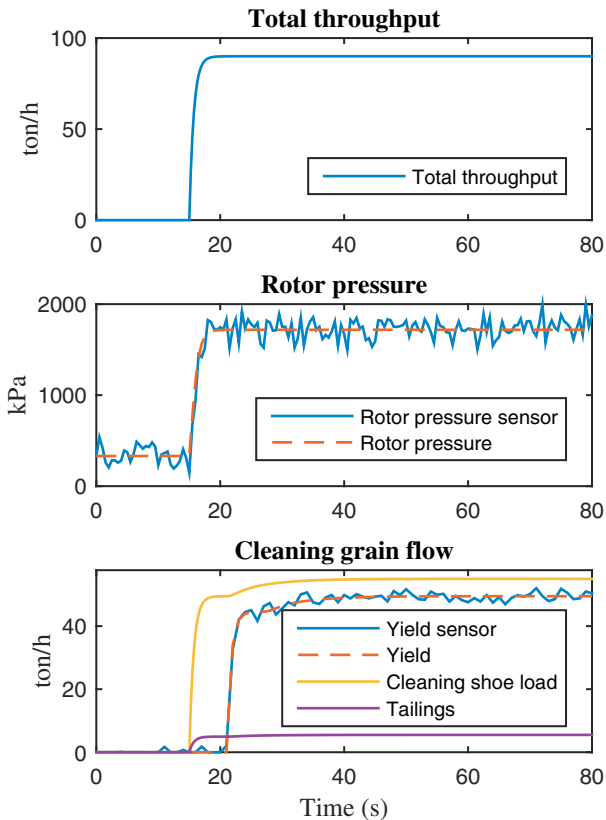 Total throughput
ton/h
100
50
0
Total throughput
0 20 40 60 80
Rotor pressure
kPa
2000
1000
0
Rotor pressure sensor
Rotor pressure
0 20 40 60 80
Cleaning grain flow
ton/h
40
20
0
Yield sensor
Yield
Cleaning shoe load
Tailings
0 20 40 60 80
Time (s)